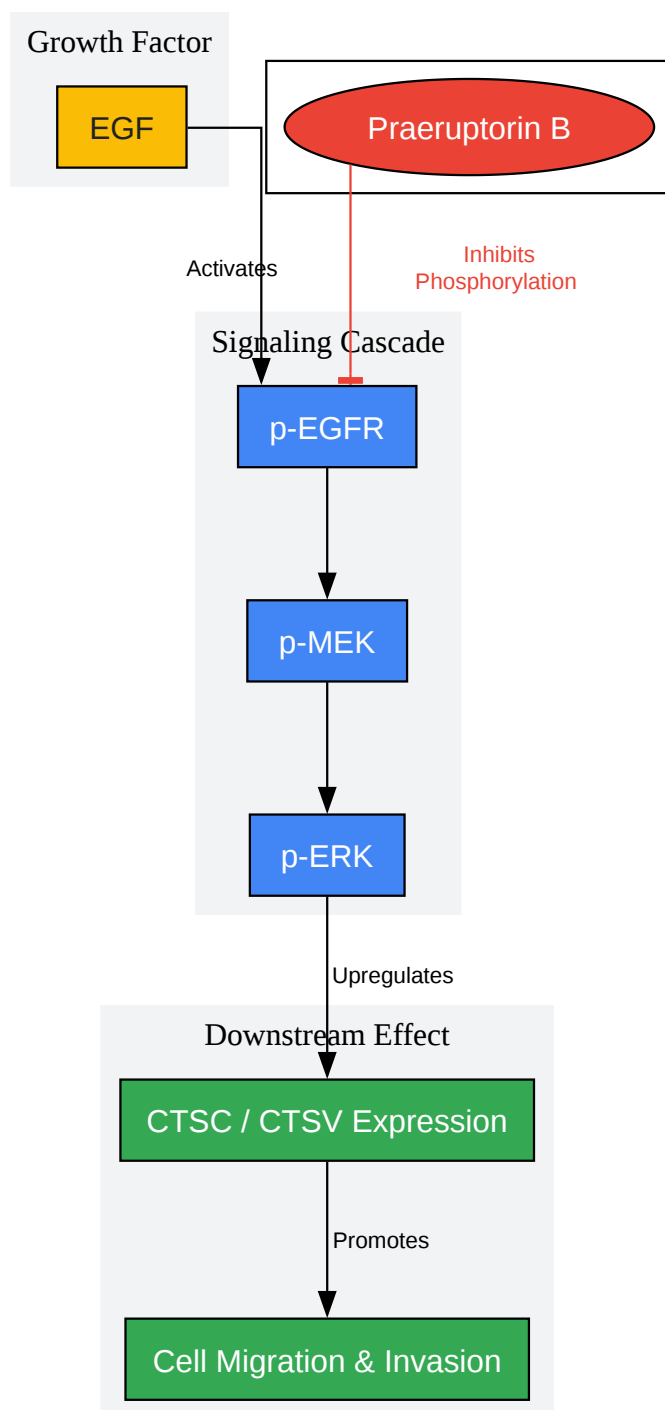 Growth Factor
EGF
Praeruptorin B
Activates
Inhibits
Phosphorylation
Signaling Cascade
p-EGFR
p-MEK
p-ERK
Upregulates
Downstream Effect
CTSC / CTSV Expression
Promotes
Cell Migration & Invasion